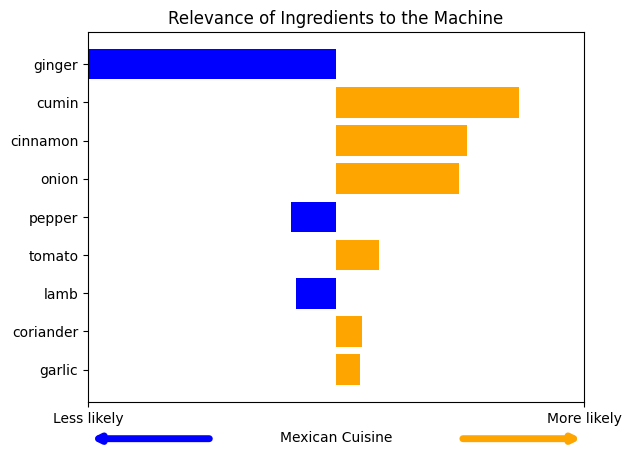 Relevance of Ingredients to the Machine
ginger
cumin
cinnamon
onion
pepper
tomato
lamb
coriander
garlic
Less likely More likely
Mexican Cuisine